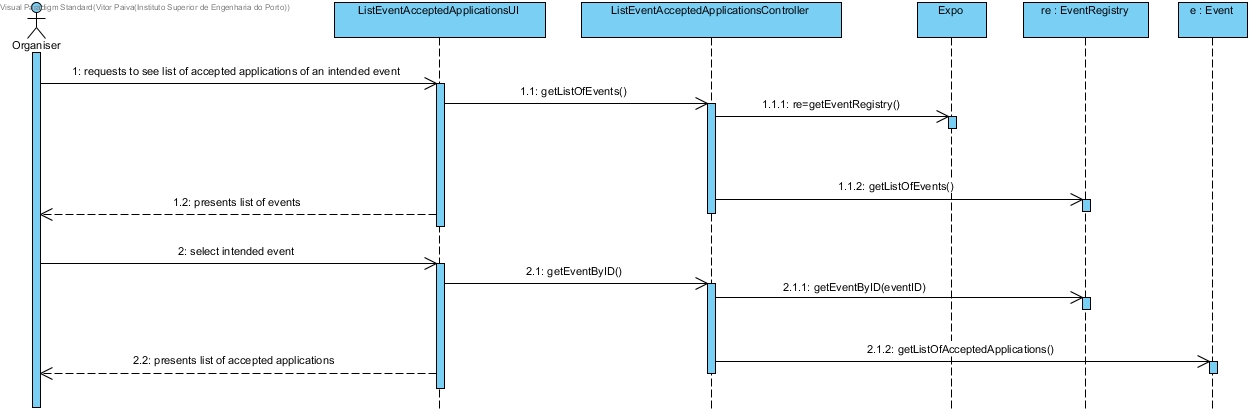 Visual Paradigm Standard(Vitor Paiva(Instituto Superior de Engenharia do Porto))
ListEventAcceptedApplicationsUI
ListEventAcceptedApplicationsController
Expo
re : EventRegistry
e : Event
Organiser
1: requests to see list of accepted applications of an intended event
1.1: getListOfEvents()
1.1.1: re=getEventRegistry()
1.1.2: getListOfEvents()
1.2: presents list of events
2: select intended event
2.1: getEventByID()
2.1.1: getEventByID(eventID)
2.1.2: getListOfAcceptedApplications()
2.2: presents list of accepted applications